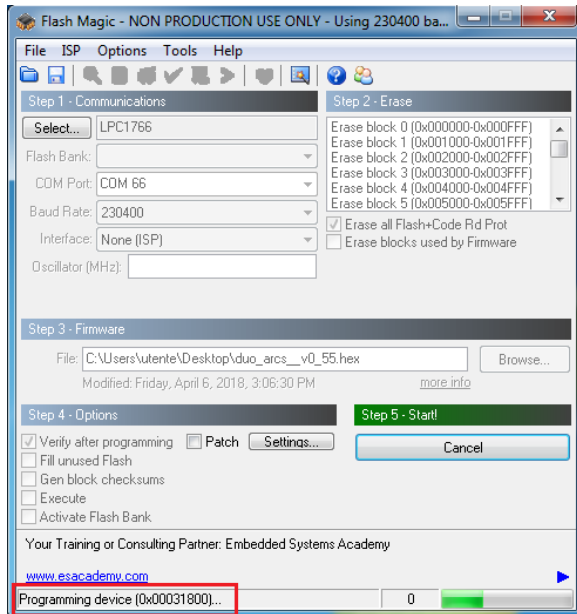 Flash Magic - NON PRODUCTION USE ONLY - Using 230400 ba...
File ISP Options Tools Help
Step 1 - Communications
Select... LPC1766
Flash Bank:
COM Port: COM 66
Baud Rate: 230400
Interface: None (ISP)
Oscillator (MHz):
Step 2 - Erase
Erase block 0 (0x000000-0x000FFF)
Erase block 1 (0x001000-0x001FFF)
Erase block 2 (0x002000-0x002FFF)
Erase block 3 (0x003000-0x003FFF)
Erase block 4 (0x004000-0x004FFF)
Erase block 5 (0x005000-0x005FFF)
Erase all Flash+Code Rd Prot
Erase blocks used by Firmware
Step 3 - Firmware
File: C:\Users\utente\Desktop\duo_arcs__v0_55.hex Browse...
Modified: Friday, April 6, 2018, 3:06:30 PM more info
Step 4 - Options
Verify after programming Patch Settings...
Fill unused Flash
Gen block checksums
Execute
Activate Flash Bank
Step 5 - Start!
Cancel
Your Training or Consulting Partner: Embedded Systems Academy
www.esacademy.com
Programming device (0x00031800)... 0